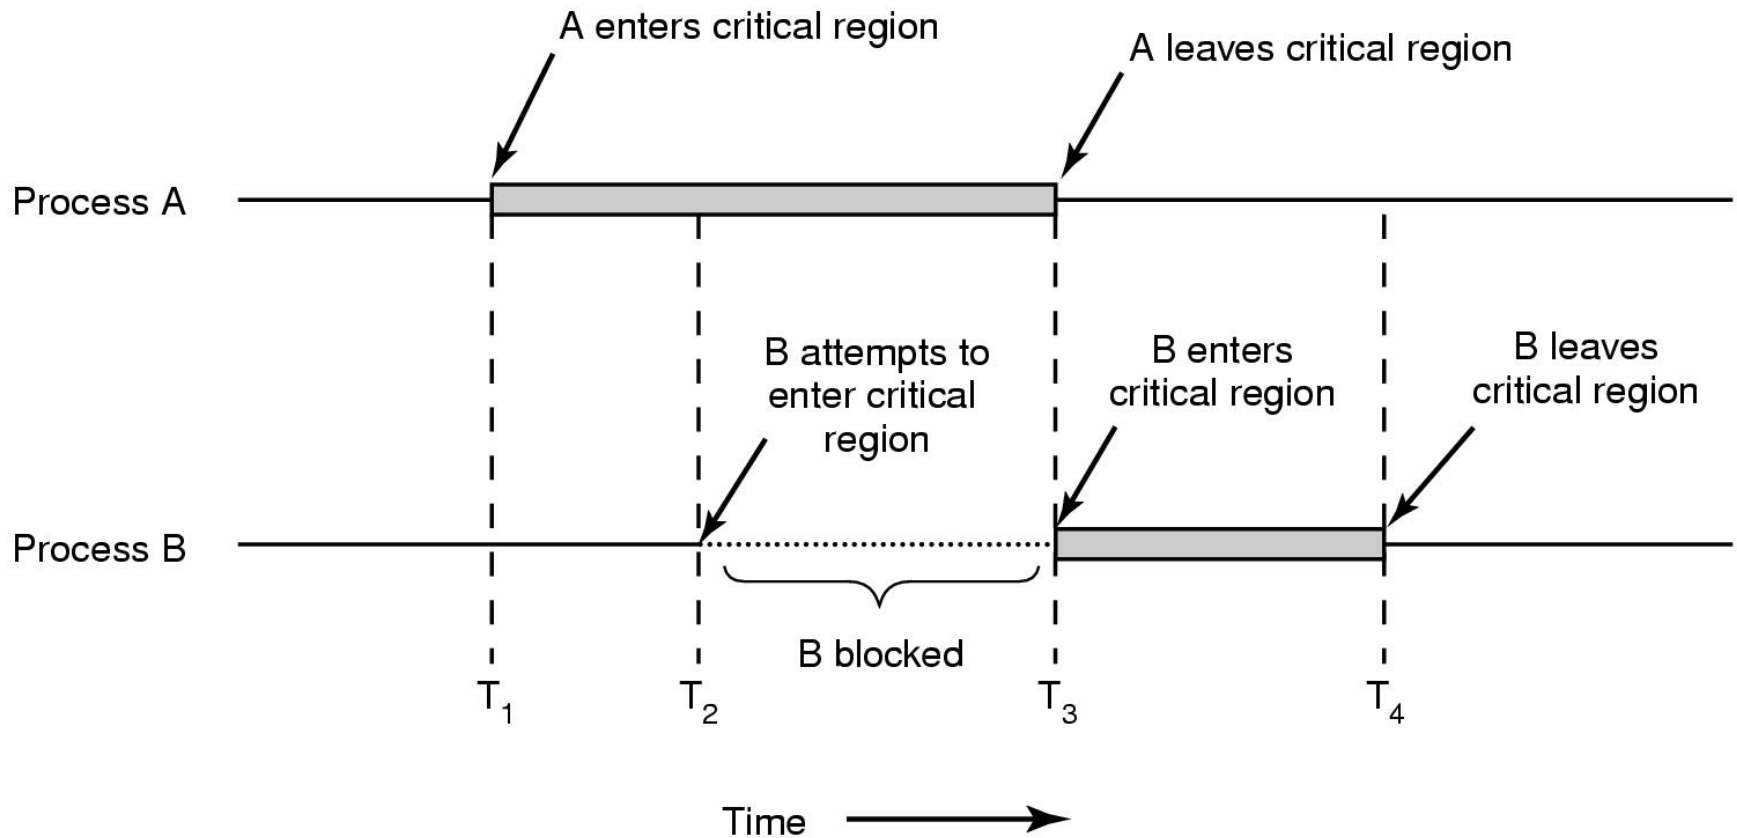 A enters critical region
A leaves critical region
Process A
B attempts to
enter critical
region
B enters
critical region
B leaves
critical region
Process B
B blocked
T1
T2
T3
T4
Time